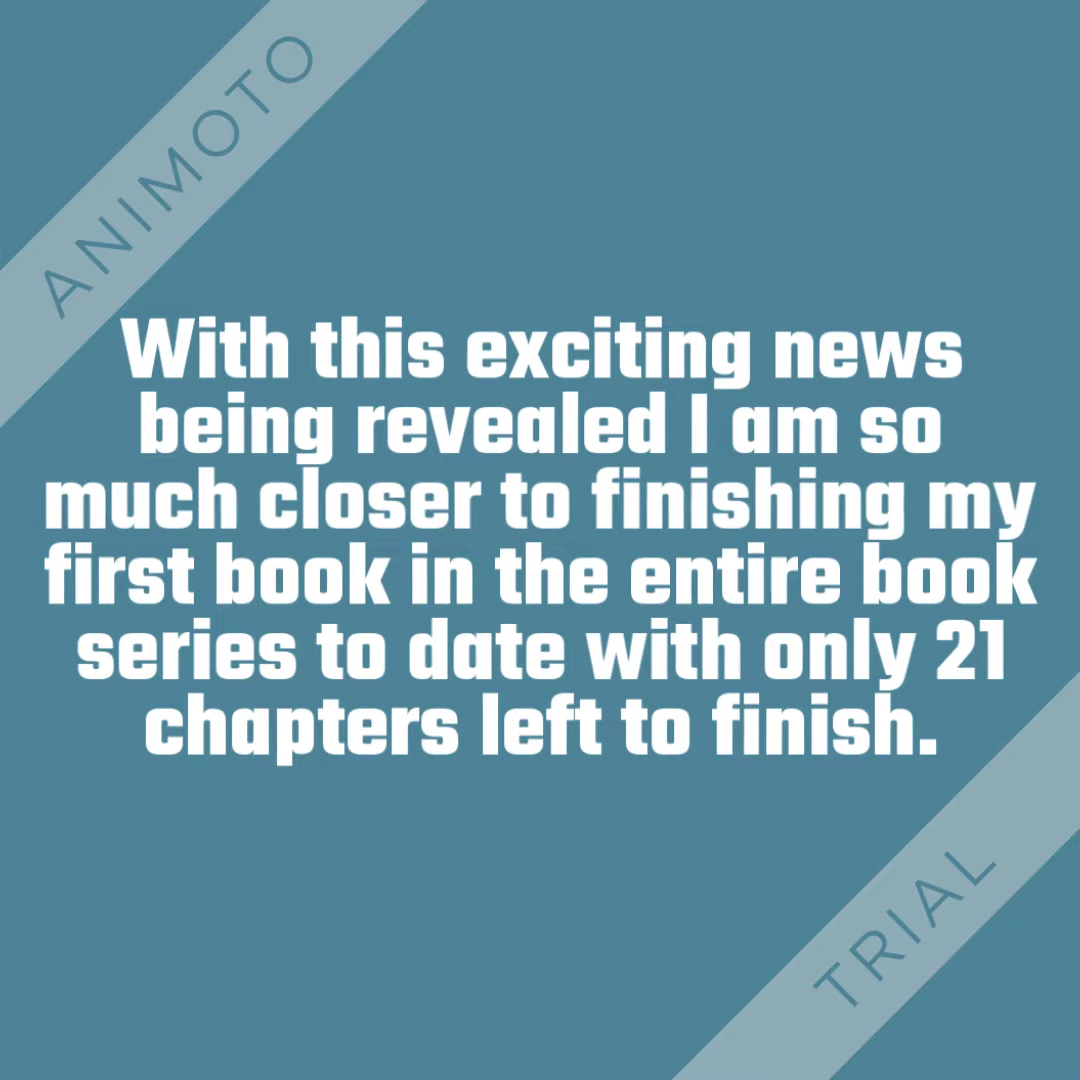 ANIMOTO
With this exciting news
being revealed I am so
much closer to finishing my
first book in the entire book
series to date with only 21
chapters left to finish.
TRIAL